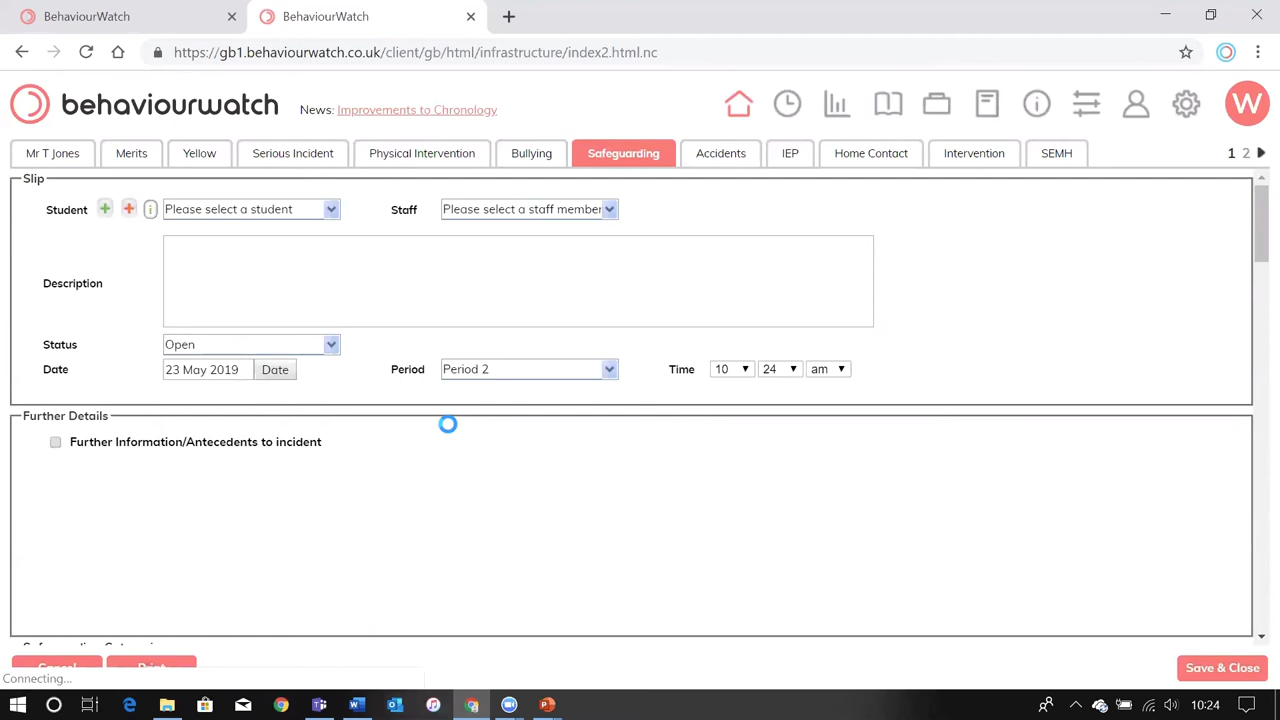 BehaviourWatch
BehaviourWatch
https://gb1.behaviourwatch.co.uk/client/gb/html/infrastructure/index2.html.nc
behaviourwatch
News: Improvements to Chronology
W
Mr T Jones Merits Yellow Serious Incident Physical Intervention Bullying Safeguarding Accidents IEP Home Contact Intervention SEMH 1 2
Slip
Student Please select a student Staff Please select a staff member
Description
Status Open
Date 23 May 2019 Date Period Period 2 Time 10 24 am
Further Details
Further Information/Antecedents to incident
Cancel Print Save & Close
Connecting...
10:24